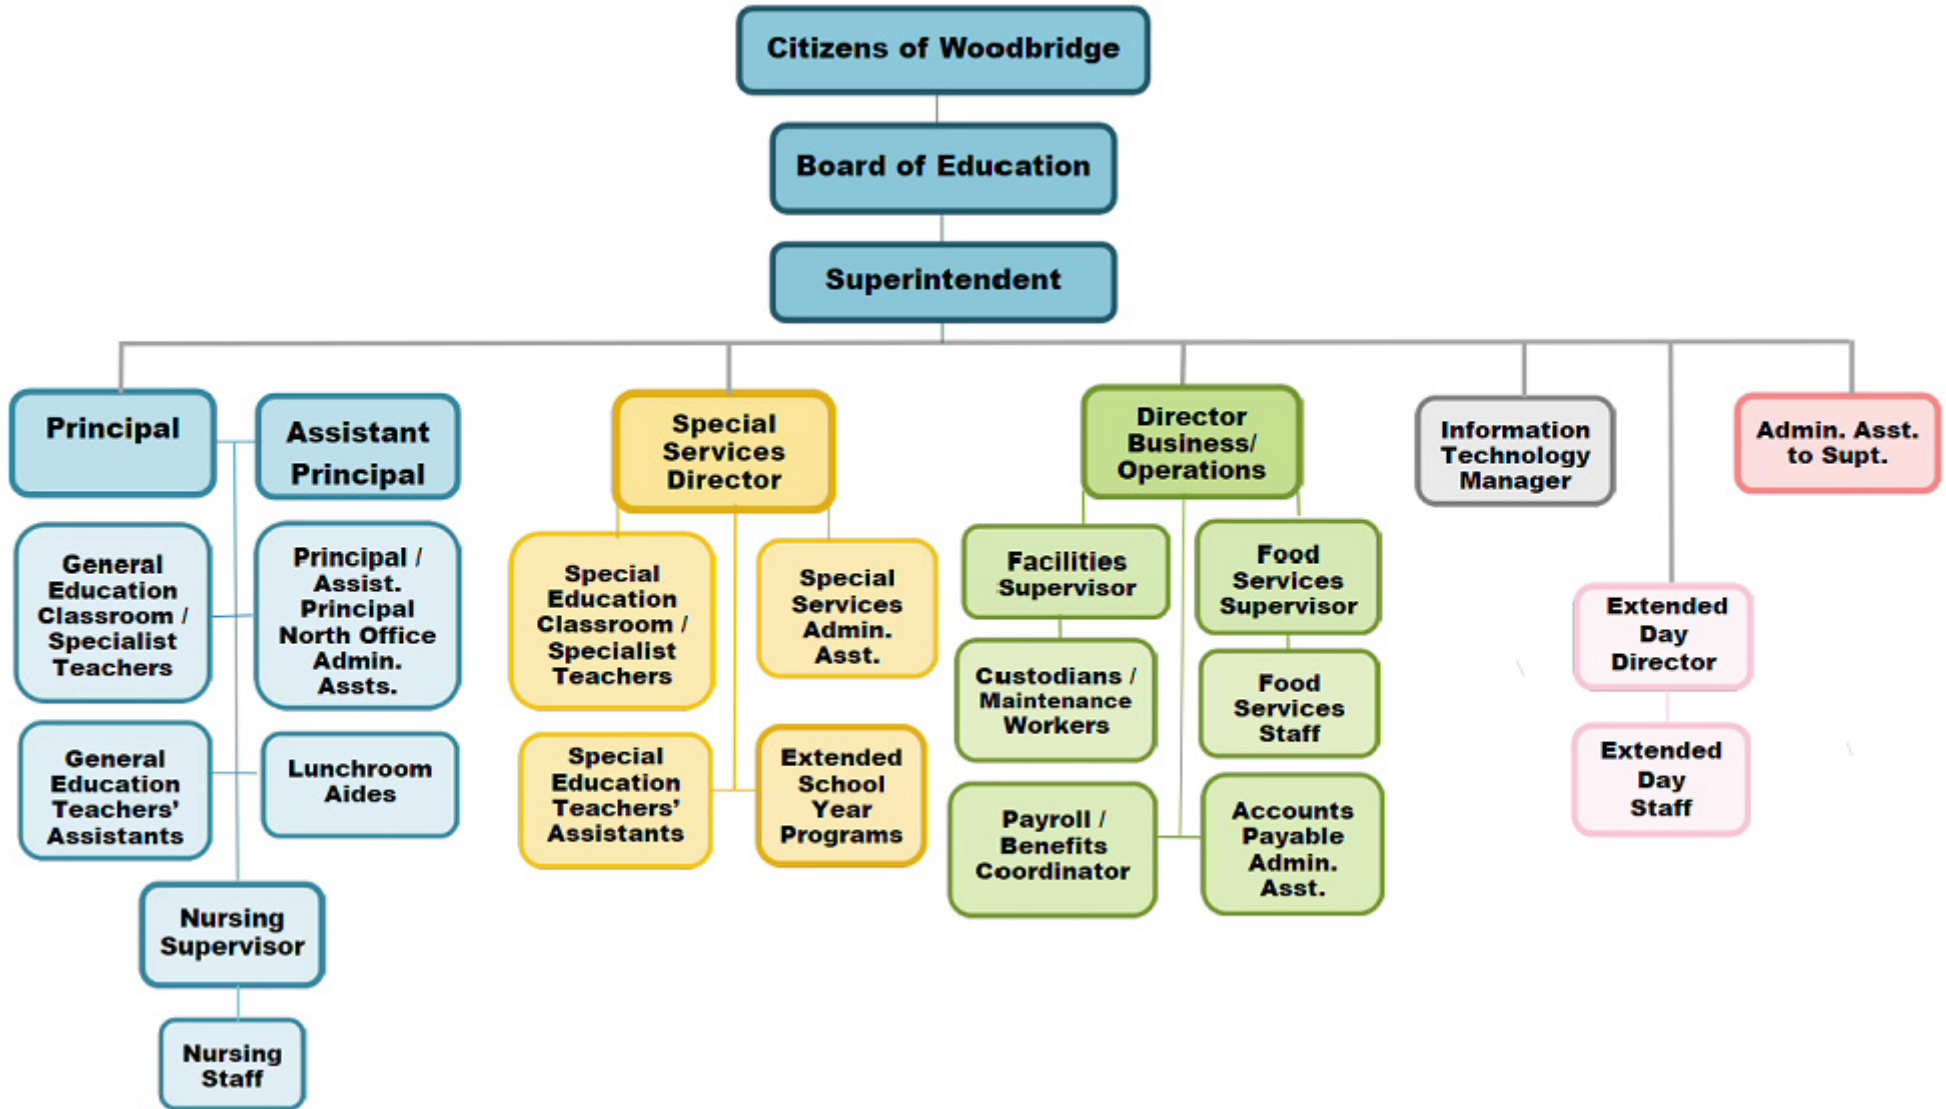 Citizens of Woodbridge
Board of Education
Superintendent
Principal
Assistant
Principal
Special
Services
Director
Director
Business/
Operations
Information
Technology
Manager
Admin. Asst.
to Supt.
General
Education
Classroom /
Specialist
Teachers
Principal /
Assist.
Principal
North Office
Admin.
Assts.
Special
Education
Classroom /
Specialist
Teachers
Special
Services
Admin.
Asst.
Facilities
Supervisor
Food
Services
Supervisor
Extended
Day
Director
Custodians /
Maintenance
Workers
Food
Services
Staff
General
Education
Teachers’
Assistants
Lunchroom
Aides
Special
Education
Teachers’
Assistants
Extended
School
Year
Programs
Payroll /
Benefits
Coordinator
Accounts
Payable
Admin.
Asst.
Extended
Day
Staff
Nursing
Supervisor
Nursing
Staff